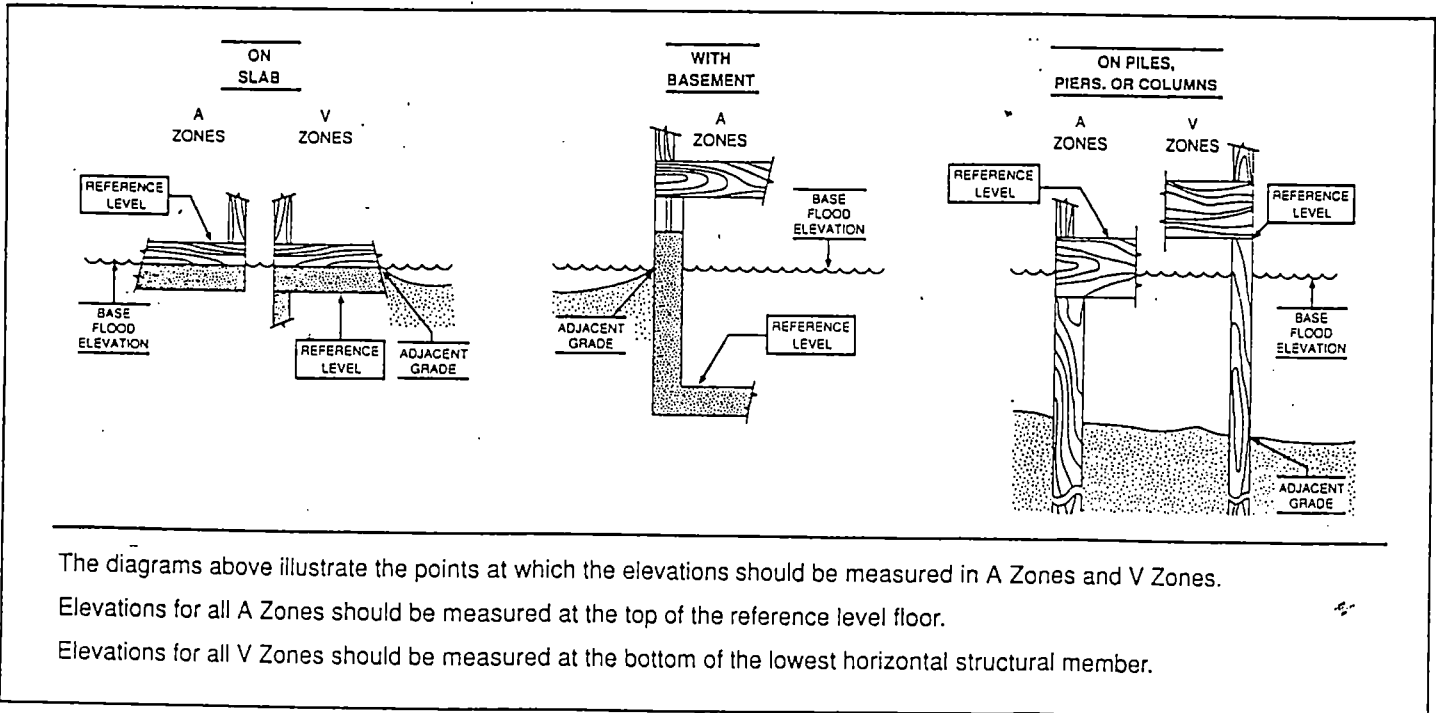 ON
SLAB
A
ZONES
V
ZONES
REFERENCE
LEVEL
BASE
FLOOD
ELEVATION
REFERENCE
LEVEL
ADJACENT
GRADE
WITH
BASEMENT
A
ZONES
BASE
FLOOD
ELEVATION
ADJACENT
GRADE
REFERENCE
LEVEL
ON PILES,
PIERS. OR COLUMNS
A
ZONES
V
ZONES
REFERENCE
LEVEL
REFERENCE
LEVEL
BASE
FLOOD
ELEVATION
ADJACENT
GRADE
The diagrams above illustrate the points at which the elevations should be measured in A Zones and V Zones.
Elevations for all A Zones should be measured at the top of the reference level floor.
Elevations for all V Zones should be measured at the bottom of the lowest horizontal structural member.